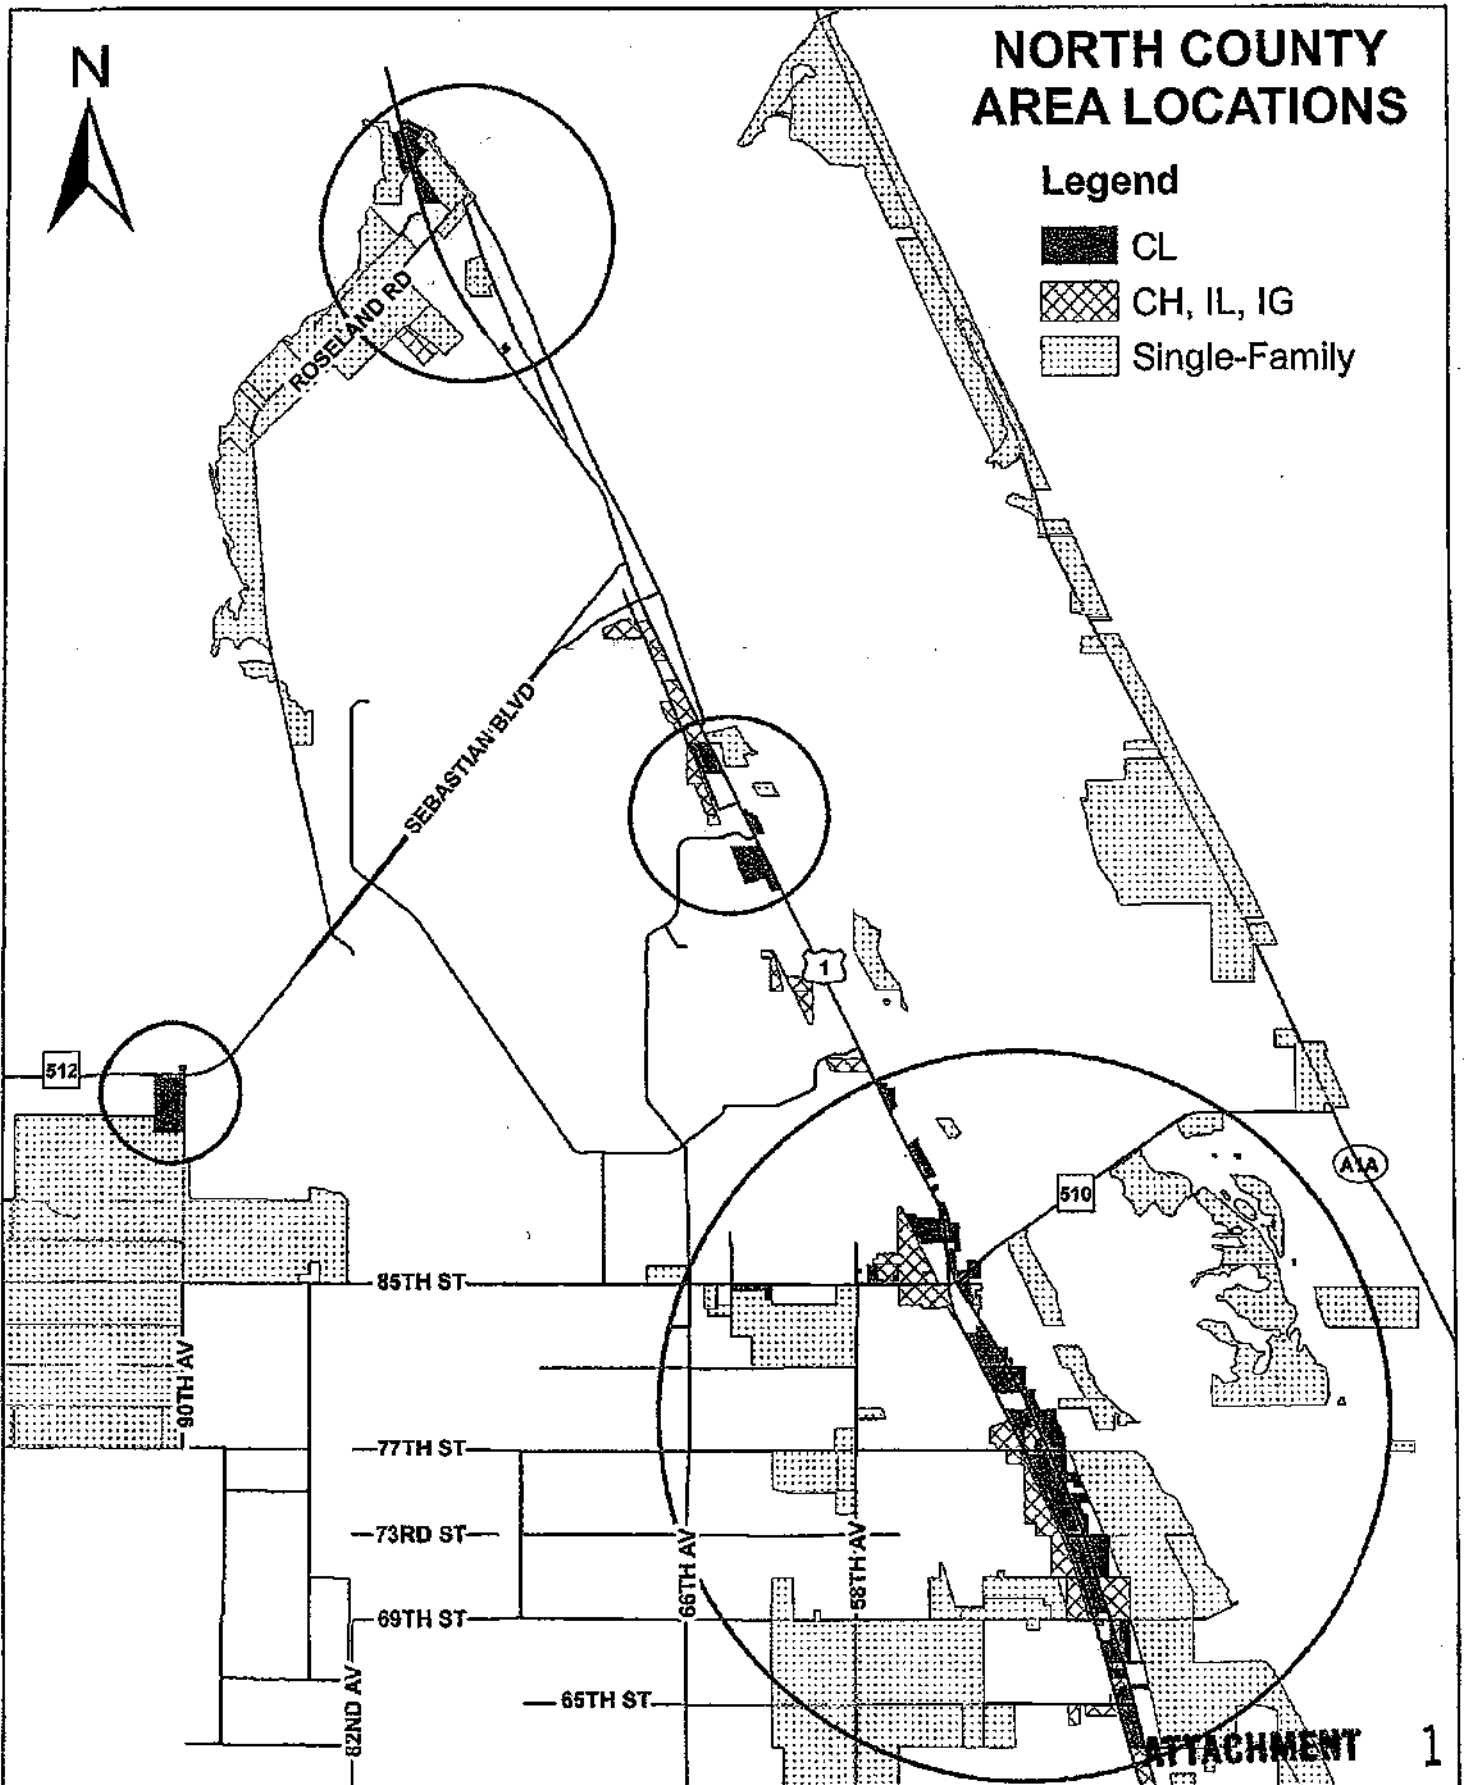 N
NORTH COUNTY
AREA LOCATIONS
Legend
CL
CH, IL, IG
Single-Family
ROSELAND RD
SEBASTIAN BLVD
1
512
510
A1A
85TH ST
90TH AV
77TH ST
73RD ST
66TH AV
58TH AV
69TH ST
82ND AV
65TH ST
ATTACHMENT 1